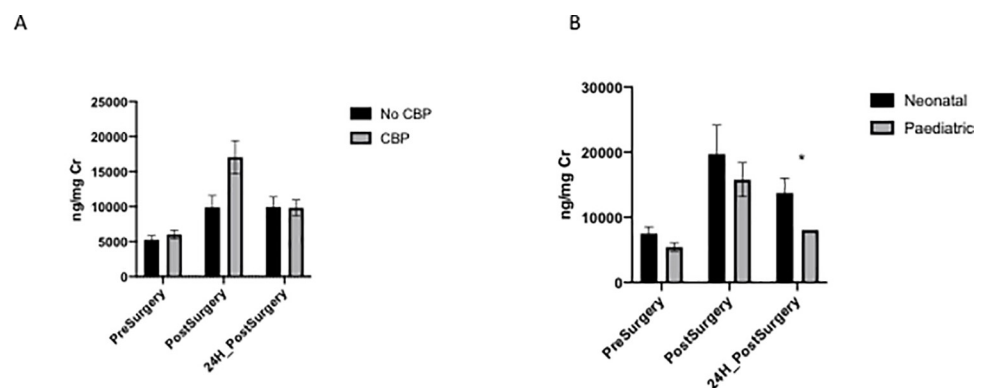 A
25000
20000
15000
10000
5000
0
ng/mg Cr
PreSurgery
PostSurgery
24H_PostSurgery
No CBP
CBP
B
30000
20000
10000
0
ng/mg Cr
PreSurgery
PostSurgery
24H_PostSurgery
*
Neonatal
Paediatric